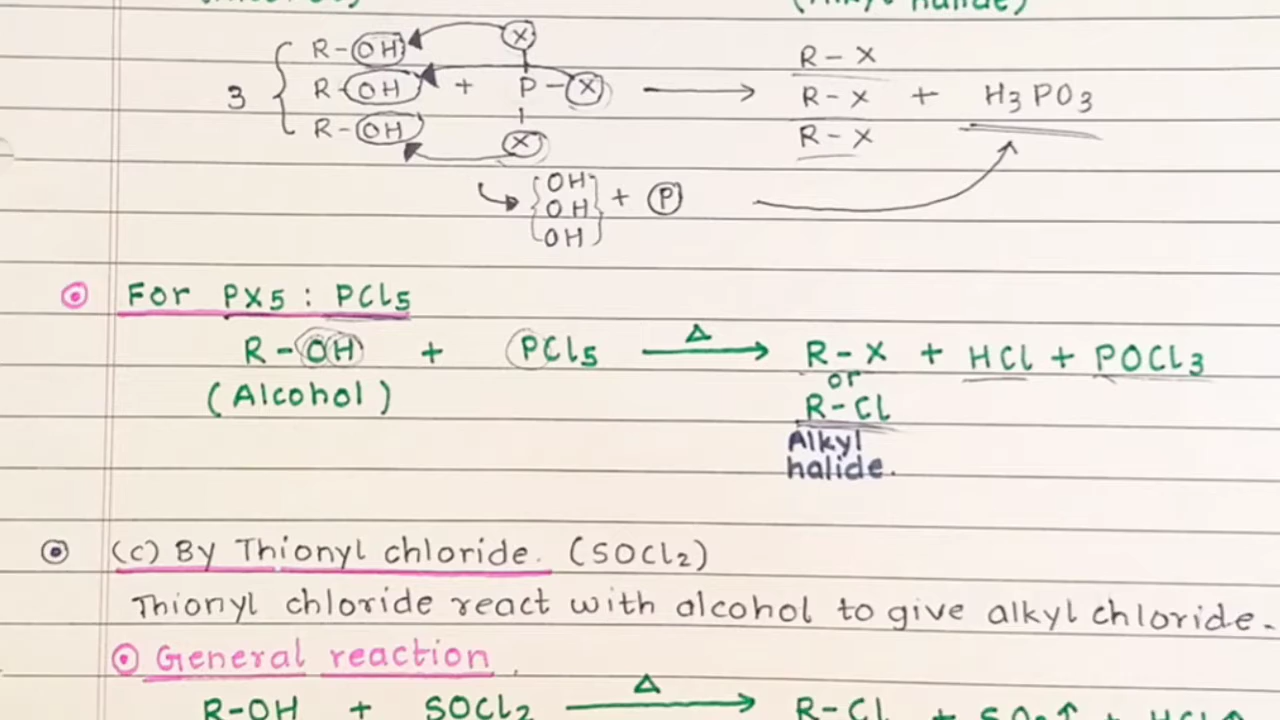 3 { R-OH X R-X
R-OH + P-X ⟶ R-X + H3PO3
R-OH X R-X
{OH
OH} + P
OH
For PX5 : PCl5
R-OH + PCl5 —Δ→ R-X + HCl + POCl3
or
(Alcohol) R-Cl
Alkyl
halide.
(C) By Thionyl chloride. (SOCl2)
Thionyl chloride react with alcohol to give alkyl chloride.
General reaction
R-OH + SOCl2 —Δ→ R-Cl + SO2↑ + HCl↑